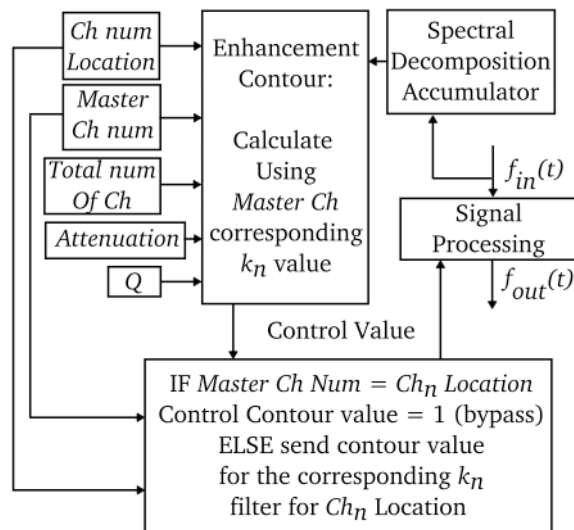 Ch num
Location
Master
Ch num
Total num
Of Ch
Attenuation
Q
Enhancement
Contour:
Calculate
Using
Master Ch
corresponding
kn value
Spectral
Decomposition
Accumulator
fin(t)
Signal
Processing
fout(t)
Control Value
IF Master Ch Num = Chn Location
Control Contour value = 1 (bypass)
ELSE send contour value
for the corresponding kn
filter for Chn Location